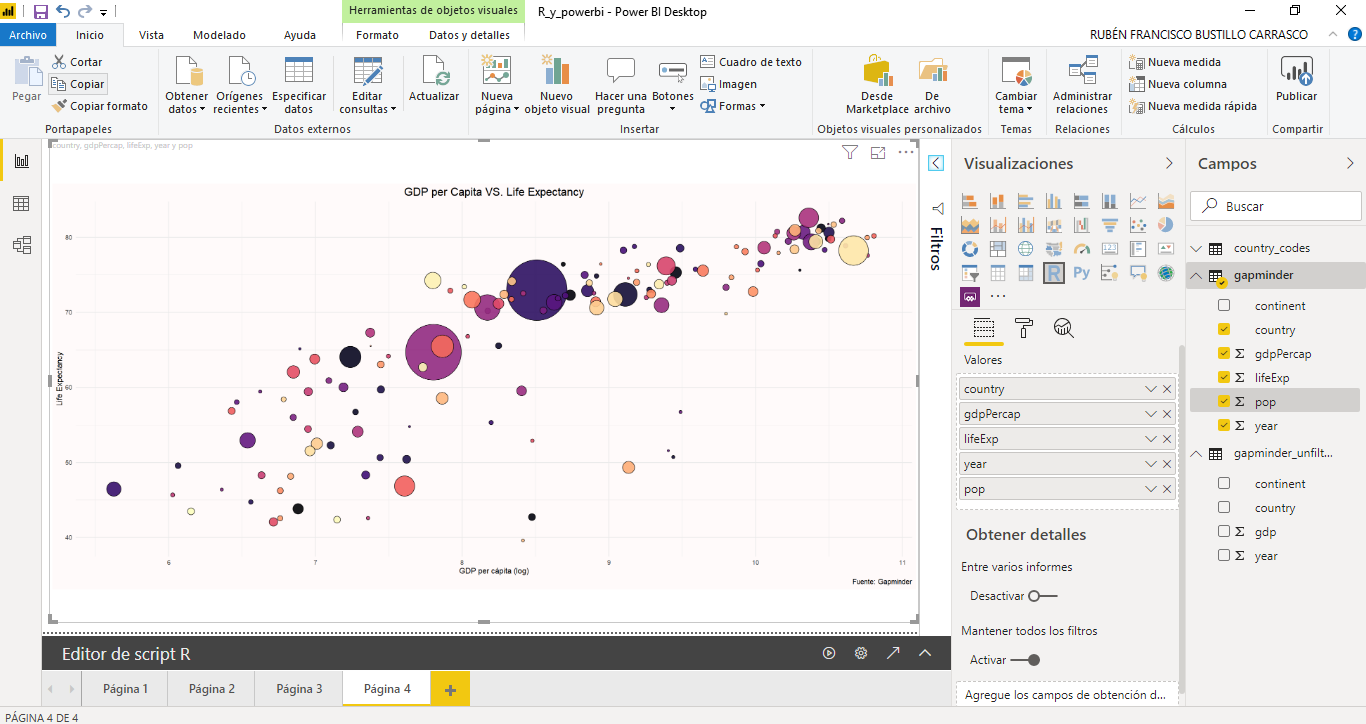 Herramientas de objetos visuales
R_y_powerbi - Power BI Desktop
Archivo
Inicio
Vista
Modelado
Ayuda
Formato
Datos y detalles
RUBÉN FRANCISCO BUSTILLO CARRASCO
Pegar
Cortar
Copiar
Copiar formato
Portapapeles
Obtener datos
Orígenes recientes
Especificar datos
Editar consultas
Datos externos
Actualizar
Nueva página
Nuevo objeto visual
Hacer una pregunta
Botones
Cuadro de texto
Imagen
Formas
Insertar
Desde Marketplace
De archivo
Objetos visuales personalizados
Cambiar tema
Temas
Administrar relaciones
Relaciones
Nueva medida
Nueva columna
Nueva medida rápida
Cálculos
Publicar
Compartir
country, gdpPercap, lifeExp, year y pop
GDP per Capita VS. Life Expectancy
80
70
60
50
40
Life Expectancy
6
7
8
9
10
11
GDP per cápita (log)
Fuente: Gapminder
Filtros
Visualizaciones
R
Py
123
Valores
country
gdpPercap
lifeExp
year
pop
Obtener detalles
Entre varios informes
Desactivar
Mantener todos los filtros
Activar
Agregue los campos de obtención d...
Campos
Buscar
country_codes
gapminder
continent
country
Σ gdpPercap
Σ lifeExp
Σ pop
Σ year
gapminder_unfilt...
continent
country
Σ gdp
Σ year
Editor de script R
Página 1
Página 2
Página 3
Página 4
PÁGINA 4 DE 4